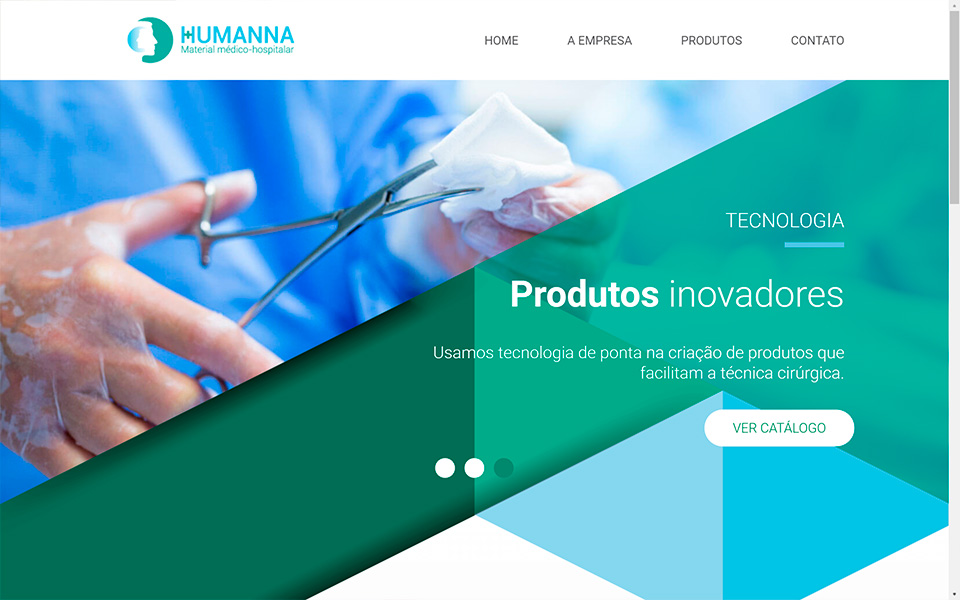 HUMANNA
Material médico-hospitalar
HOME A EMPRESA PRODUTOS CONTATO
TECNOLOGIA
Produtos inovadores
Usamos tecnologia de ponta na criação de produtos que
facilitam a técnica cirúrgica.
VER CATÁLOGO